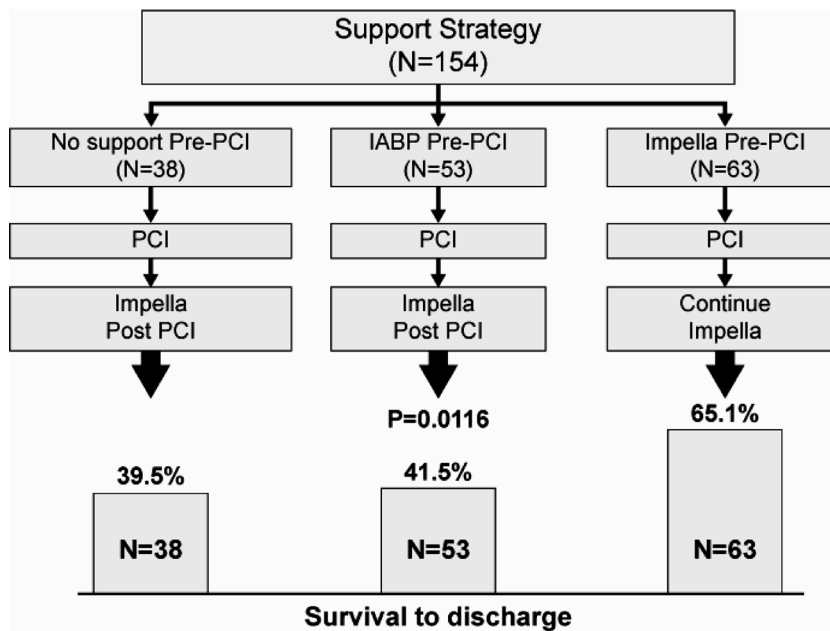 Support Strategy
(N=154)
No support Pre-PCI
(N=38)
IABP Pre-PCI
(N=53)
Impella Pre-PCI
(N=63)
PCI
PCI
PCI
Impella
Post PCI
Impella
Post PCI
Continue
Impella
P=0.0116
39.5%
41.5%
65.1%
N=38
N=53
N=63
Survival to discharge